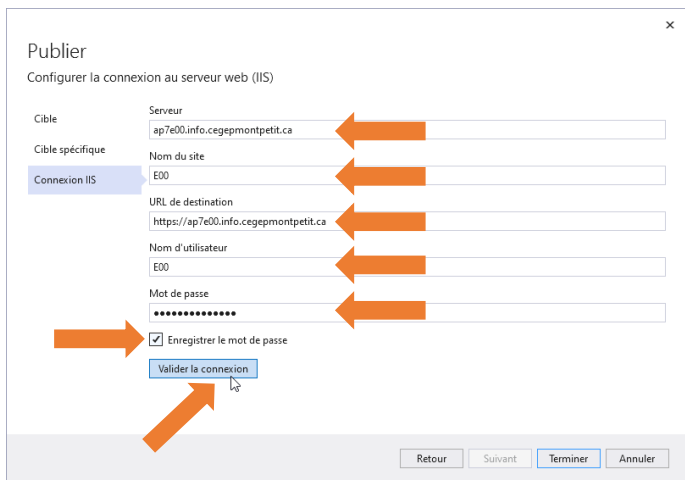 Publier
Configurer la connexion au serveur web (IIS)
Cible
Cible spécifique
Connexion IIS
Serveur
ap7e00.info.cegepmontpetit.ca
Nom du site
E00
URL de destination
https://ap7e00.info.cegepmontpetit.ca
Nom d'utilisateur
E00
Mot de passe
••••••••••••••
Enregistrer le mot de passe
Valider la connexion
Retour Suivant Terminer Annuler